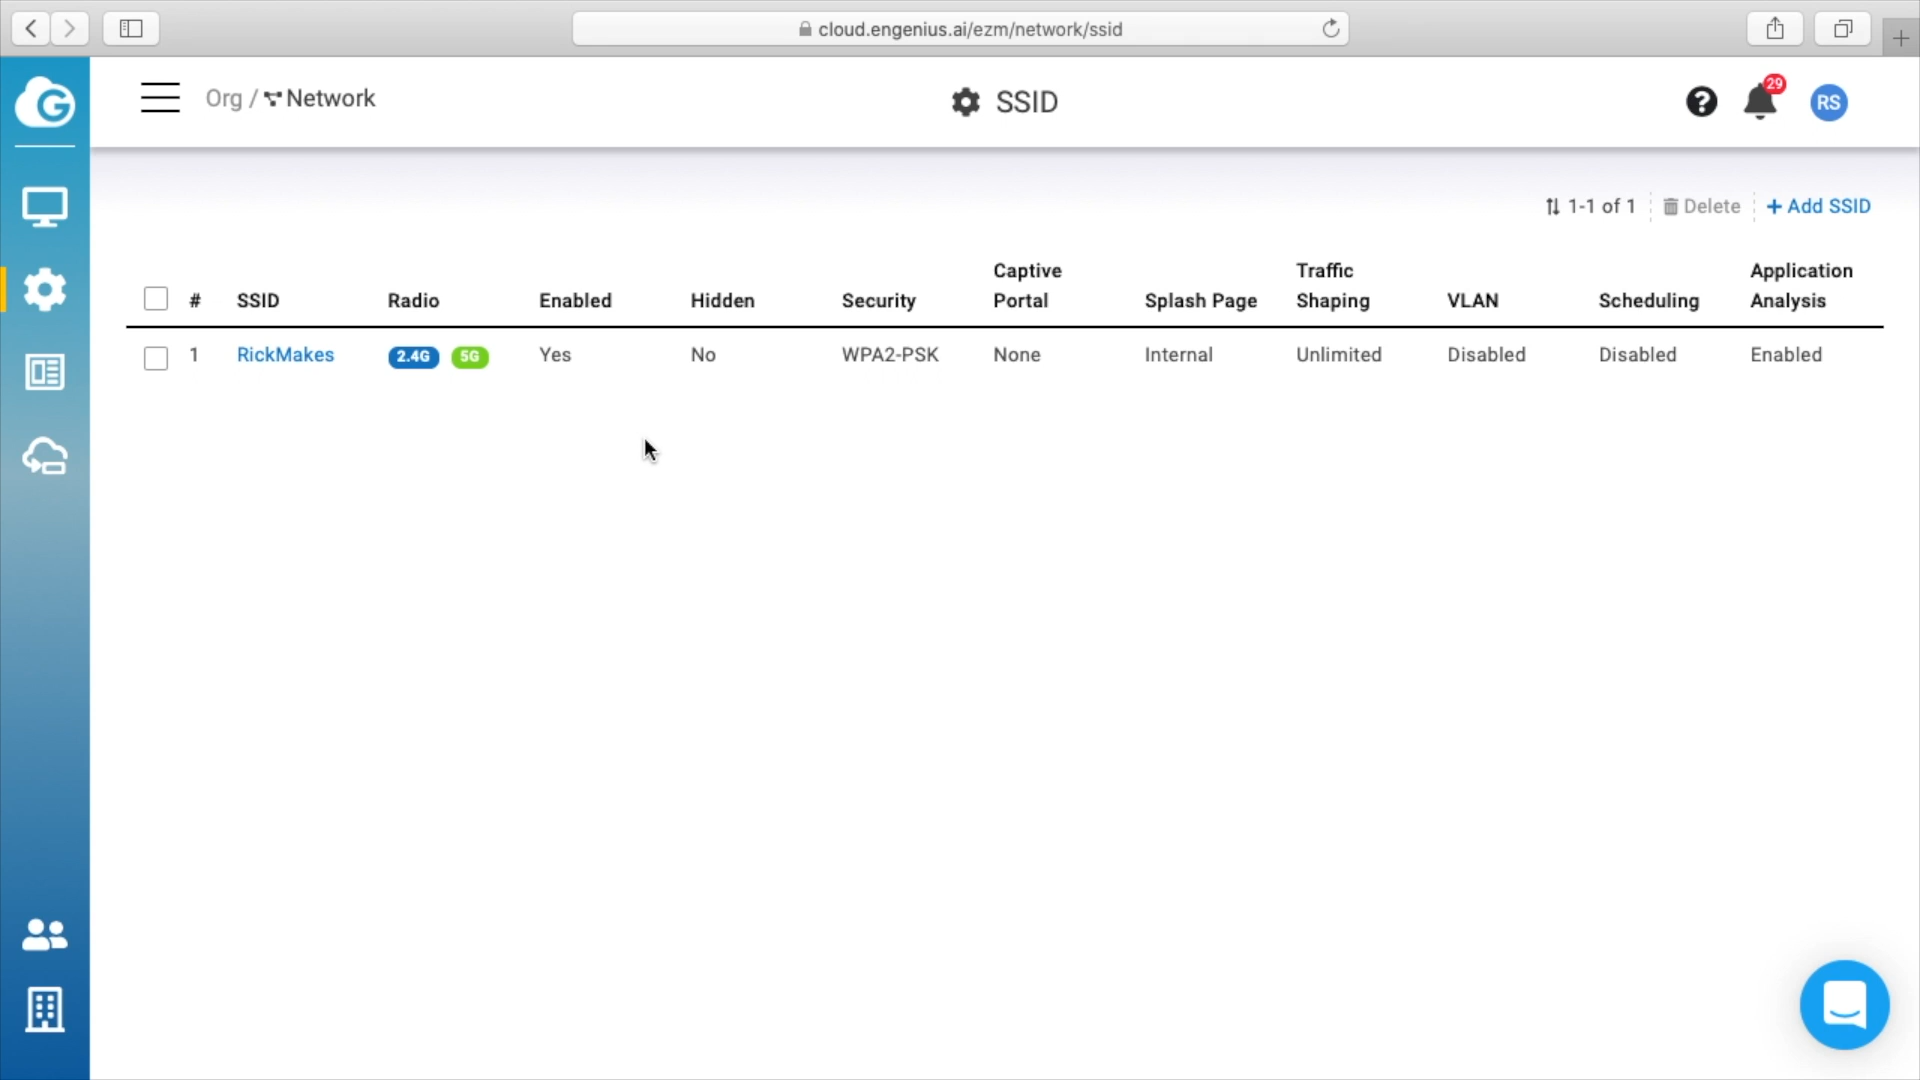 cloud.engenius.ai/ezm/network/ssid
Org / Network
SSID
29
RS
1-1 of 1
Delete
+ Add SSID
# SSID Radio Enabled Hidden Security Captive Portal Splash Page Traffic Shaping VLAN Scheduling Application Analysis
1 RickMakes 2.4G 5G Yes No WPA2-PSK None Internal Unlimited Disabled Disabled Enabled